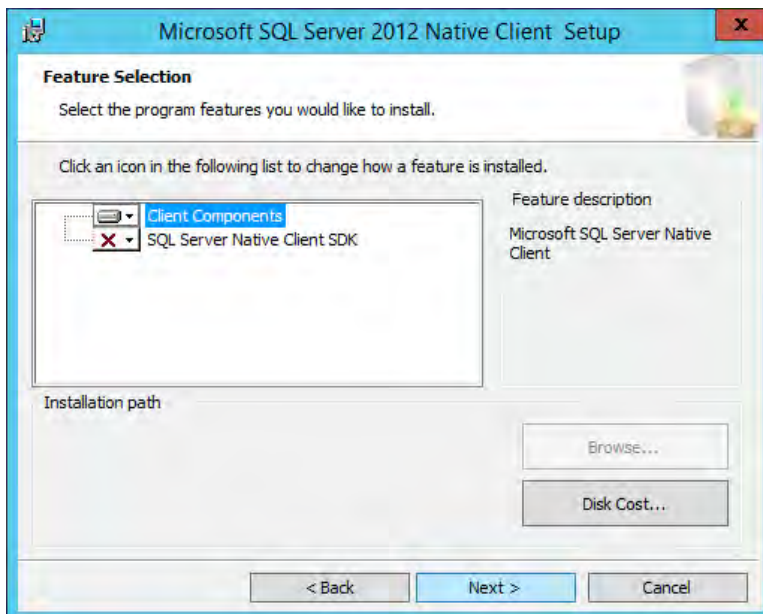 Microsoft SQL Server 2012 Native Client Setup
x
Feature Selection
Select the program features you would like to install.
Click an icon in the following list to change how a feature is installed.
Client Components
SQL Server Native Client SDK
Feature description
Microsoft SQL Server Native
Client
Installation path
Browse...
Disk Cost...
< Back
Next >
Cancel